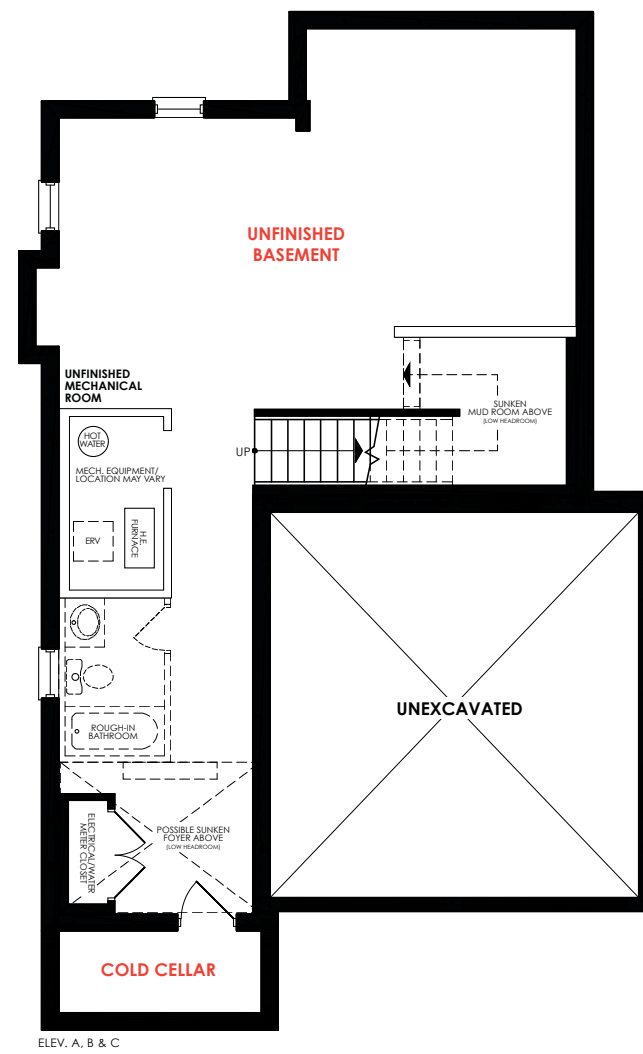 UNFINISHED
BASEMENT
UNFINISHED
MECHANICAL
ROOM
SUNKEN
MUD ROOM ABOVE
(LOW HEADROOM)
HOT
WATER
UP
MECH. EQUIPMENT/
LOCATION MAY VARY
ERV
H.E.
FURNACE
UNEXCAVATED
ROUGH-IN
BATHROOM
ELECTRICAL/WATER
METER CLOSET
POSSIBLE SUNKEN
FOYER ABOVE
(LOW HEADROOM)
COLD CELLAR
ELEV. A, B & C